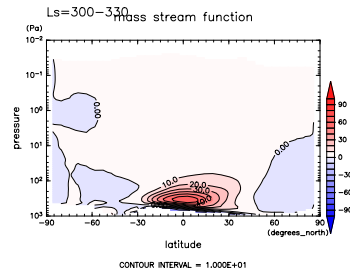 Ls=300-330
mass stream function
(Pa)
10⁻²
10⁻¹
10⁰
10¹
10²
10³
pressure
0.00
0.00
10.0
20.0
-90 -60 -30 0 30 60 90
(degrees_north)
latitude
90
60
30
0
-30
-60
-90
CONTOUR INTERVAL = 1.000E+01